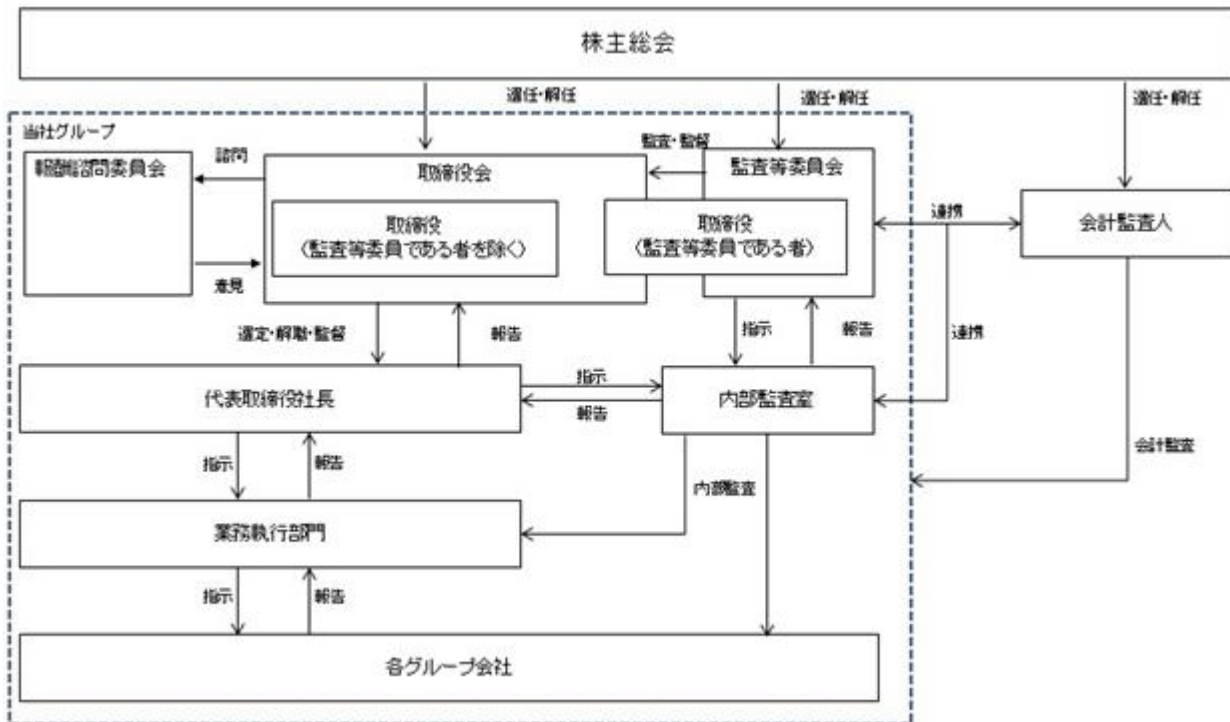 株主総会
選任・解任
選任・解任
選任・解任
当社グループ
監査・監督
報酬諮問委員会
諮問
取締役会
監査等委員会
取締役
(監査等委員である者を除く)
取締役
(監査等委員である者)
連携
会計監査人
意見
選定・解職・監督
報告
指示
報告
連携
代表取締役社長
指示
報告
内部監査室
指示
報告
内部監査
会計監査
業務執行部門
指示
報告
各グループ会社